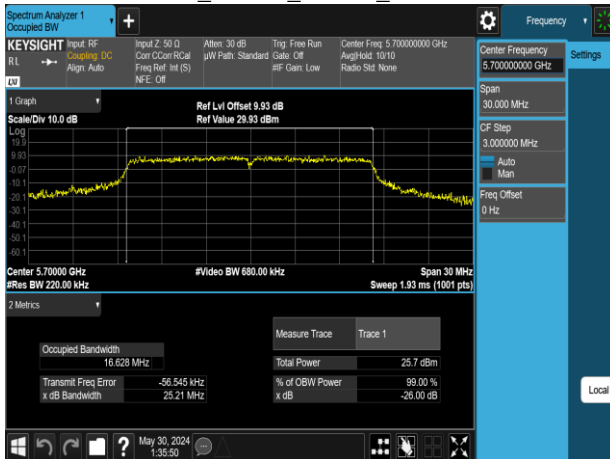 Spectrum Analyzer 1
Occupied BW
Frequency
KEYSIGHT
RL
LXI
Input: RF
Coupling: DC
Align: Auto
Input Z: 50 Ω
Corr CCorr RCal
Freq Ref: Int (S)
NFE: Off
Atten: 30 dB
µW Path: Standard
Trig: Free Run
Gate: Off
#IF Gain: Low
Center Freq: 5.700000000 GHz
Avg|Hold: 10/10
Radio Std: None
Center Frequency
5.700000000 GHz
Settings
Span
30.000 MHz
CF Step
3.000000 MHz
Auto
Man
Freq Offset
0 Hz
Local
1 Graph
Scale/Div 10.0 dB
Ref Lvl Offset 9.93 dB
Ref Value 29.93 dBm
Log
19.9
9.93
-0.07
-10.1
-20.1
-30.1
-40.1
-50.1
-60.1
Center 5.70000 GHz
#Res BW 220.00 kHz
#Video BW 680.00 kHz
Span 30 MHz
Sweep 1.93 ms (1001 pts)
2 Metrics
Measure Trace Trace 1
Occupied Bandwidth
16.628 MHz
Total Power 25.7 dBm
Transmit Freq Error -56.545 kHz
% of OBW Power 99.00 %
x dB Bandwidth 25.21 MHz
x dB -26.00 dB
May 30, 2024
1:35:50